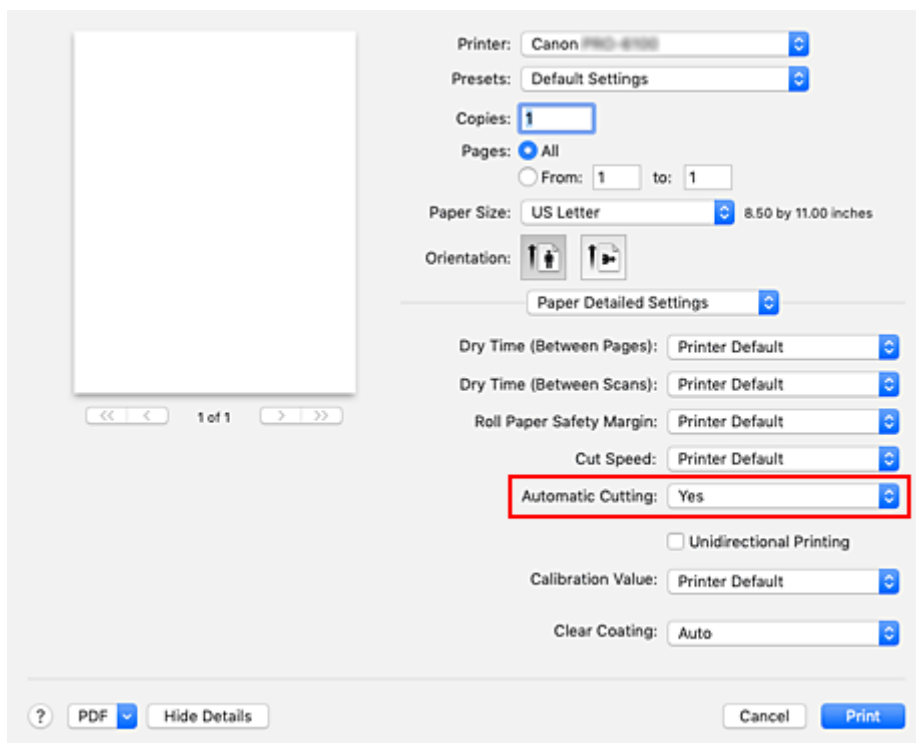 Printer: Canon
Presets: Default Settings
Copies: 1
Pages: All
From: 1 to: 1
Paper Size: US Letter 8.50 by 11.00 inches
Orientation:
Paper Detailed Settings
Dry Time (Between Pages): Printer Default
Dry Time (Between Scans): Printer Default
1 of 1
Roll Paper Safety Margin: Printer Default
Cut Speed: Printer Default
Automatic Cutting: Yes
Unidirectional Printing
Calibration Value: Printer Default
Clear Coating: Auto
? PDF Hide Details Cancel Print